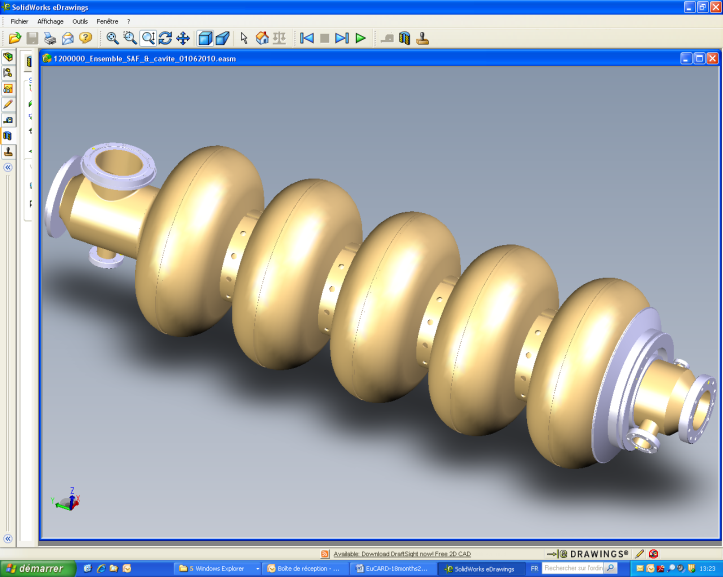 SolidWorks eDrawings
Fichier Affichage Outils Fenêtre ?
1200000_Ensemble_SAF_&_cavite_01062010.easm
Z
Y
X
Available: Download DraftSight now! Free 2D CAD
eDRAWINGS®
démarrer
5 Windows Explorer
Boîte de réception - ...
EuCARD-18months2...
SolidWorks eDrawings
FR
Rechercher sur l'ordin
13:23